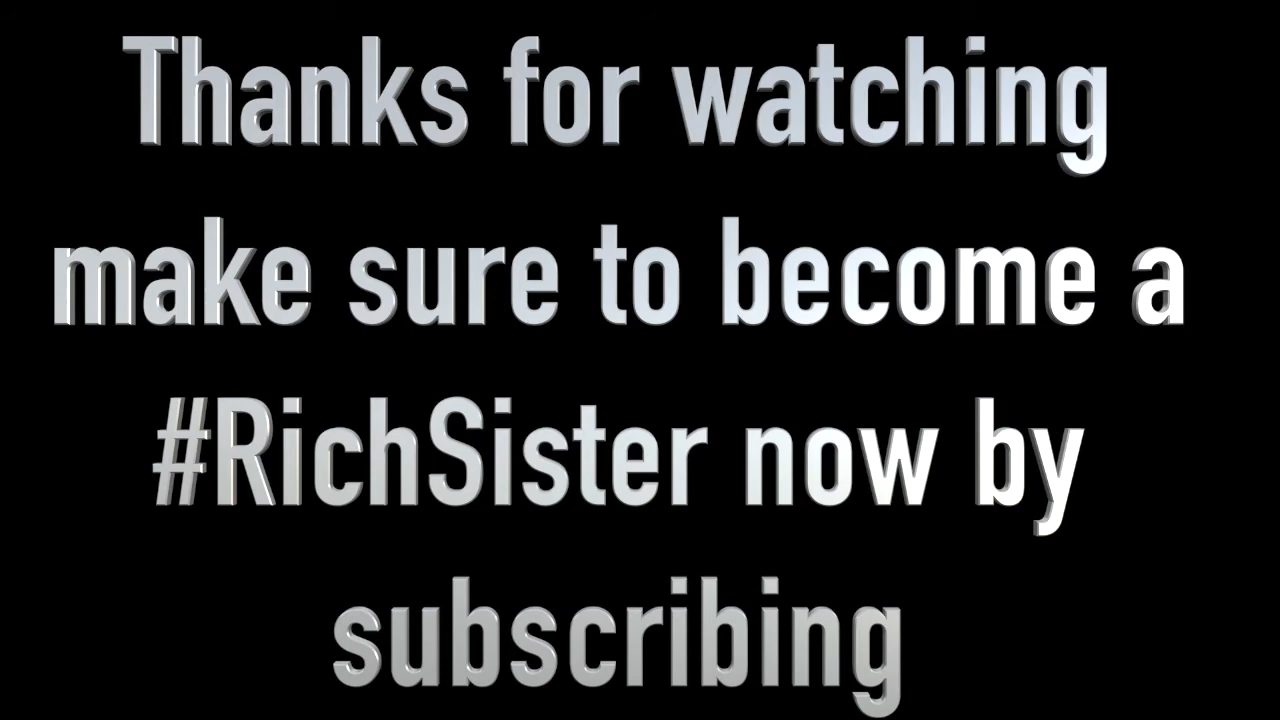 Thanks for watching
make sure to become a
#RichSister now by
subscribing